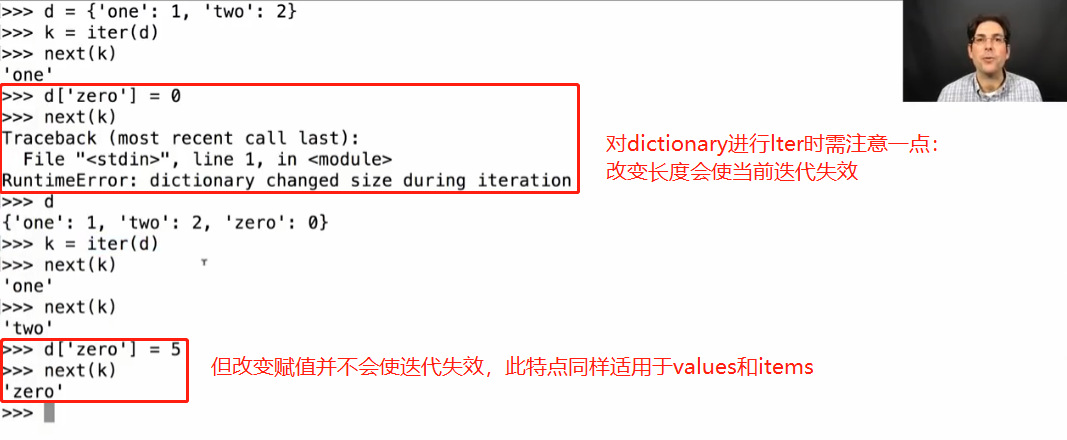 >>> d = {'one': 1, 'two': 2}
>>> k = iter(d)
>>> next(k)
'one'
>>> d['zero'] = 0
>>> next(k)
Traceback (most recent call last):
  File "<stdin>", line 1, in <module>
RuntimeError: dictionary changed size during iteration
对dictionary进行lter时需注意一点：
改变长度会使当前迭代失效
>>> d
{'one': 1, 'two': 2, 'zero': 0}
>>> k = iter(d)
>>> next(k)
'one'
>>> next(k)
'two'
>>> d['zero'] = 5
>>> next(k)
'zero'
但改变赋值并不会使迭代失效，此特点同样适用于values和items
>>>